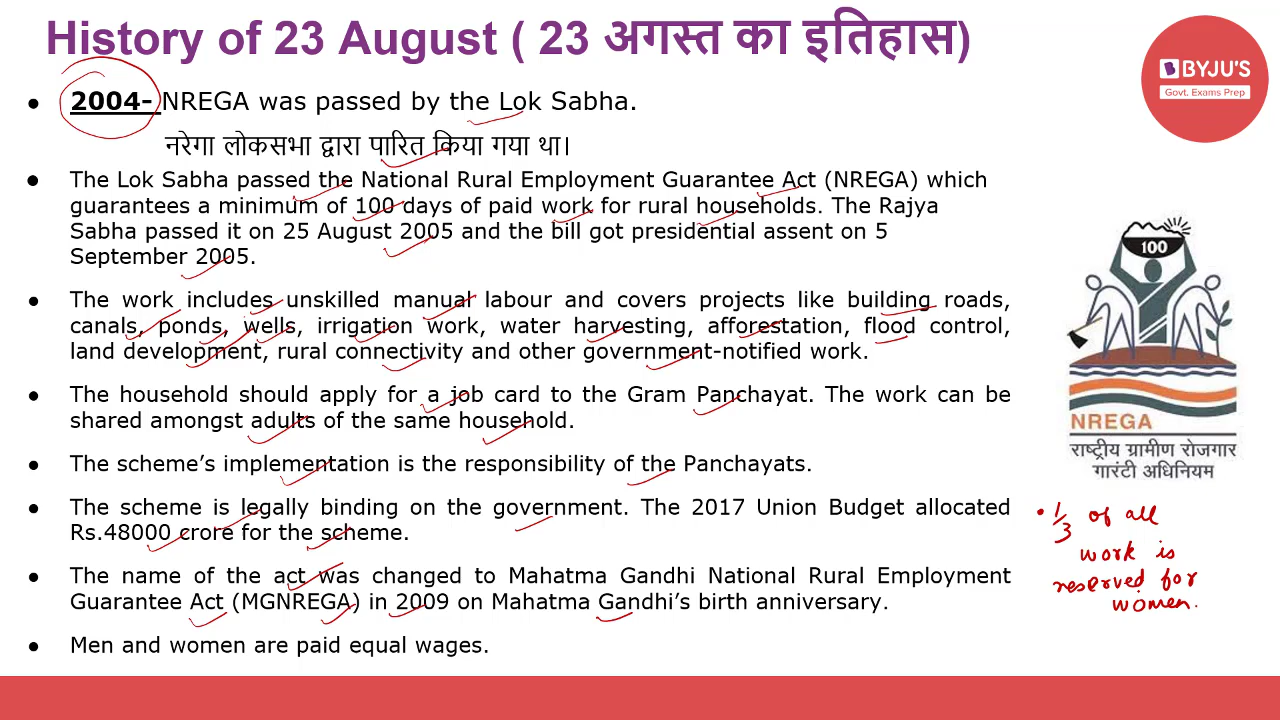 History of 23 August ( 23 अगस्त का इतिहास)
BYJU'S
Govt. Exams Prep
● 2004- NREGA was passed by the Lok Sabha.
नरेगा लोकसभा द्वारा पारित किया गया था।
● The Lok Sabha passed the National Rural Employment Guarantee Act (NREGA) which
guarantees a minimum of 100 days of paid work for rural households. The Rajya
Sabha passed it on 25 August 2005 and the bill got presidential assent on 5
September 2005.
● The work includes unskilled manual labour and covers projects like building roads,
canals, ponds, wells, irrigation work, water harvesting, afforestation, flood control,
land development, rural connectivity and other government-notified work.
● The household should apply for a job card to the Gram Panchayat. The work can be
shared amongst adults of the same household.
● The scheme's implementation is the responsibility of the Panchayats.
● The scheme is legally binding on the government. The 2017 Union Budget allocated
Rs.48000 crore for the scheme.
● The name of the act was changed to Mahatma Gandhi National Rural Employment
Guarantee Act (MGNREGA) in 2009 on Mahatma Gandhi's birth anniversary.
● Men and women are paid equal wages.
100
NREGA
राष्ट्रीय ग्रामीण रोजगार
गारंटी अधिनियम
• 1/3 of all
work is
reserved for
women.